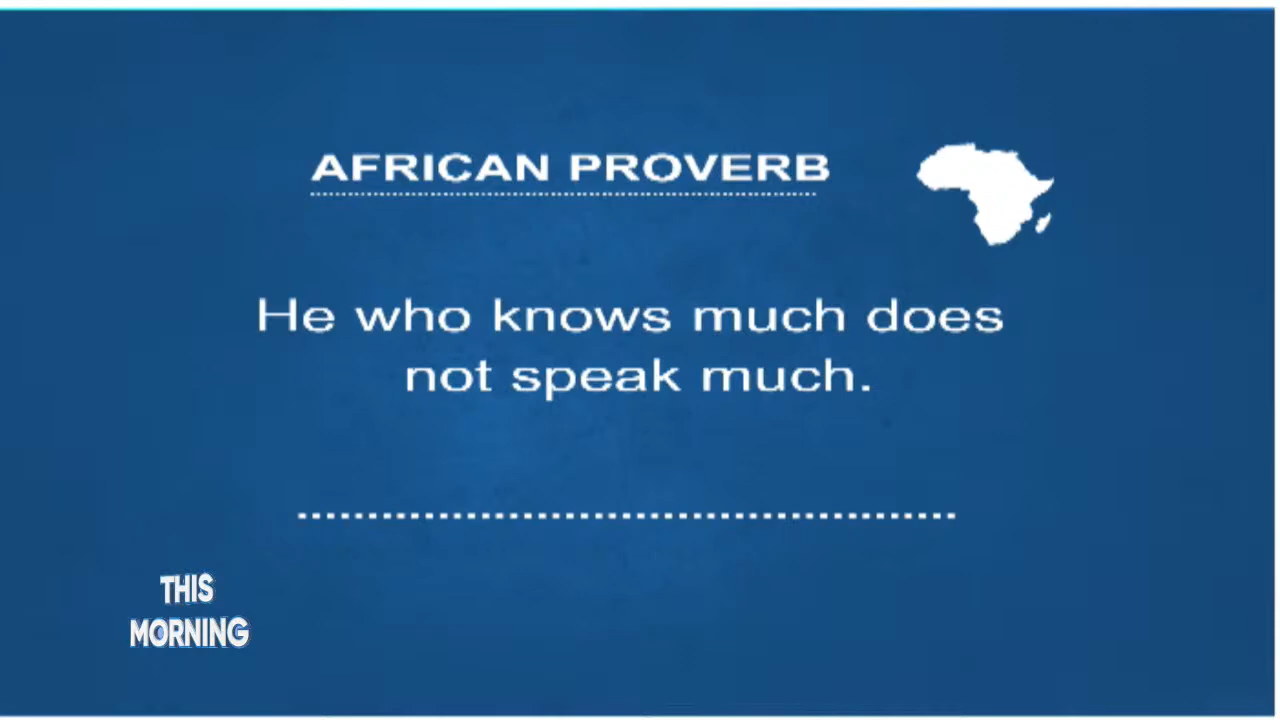 AFRICAN PROVERB
He who knows much does
not speak much.
THIS
MORNING